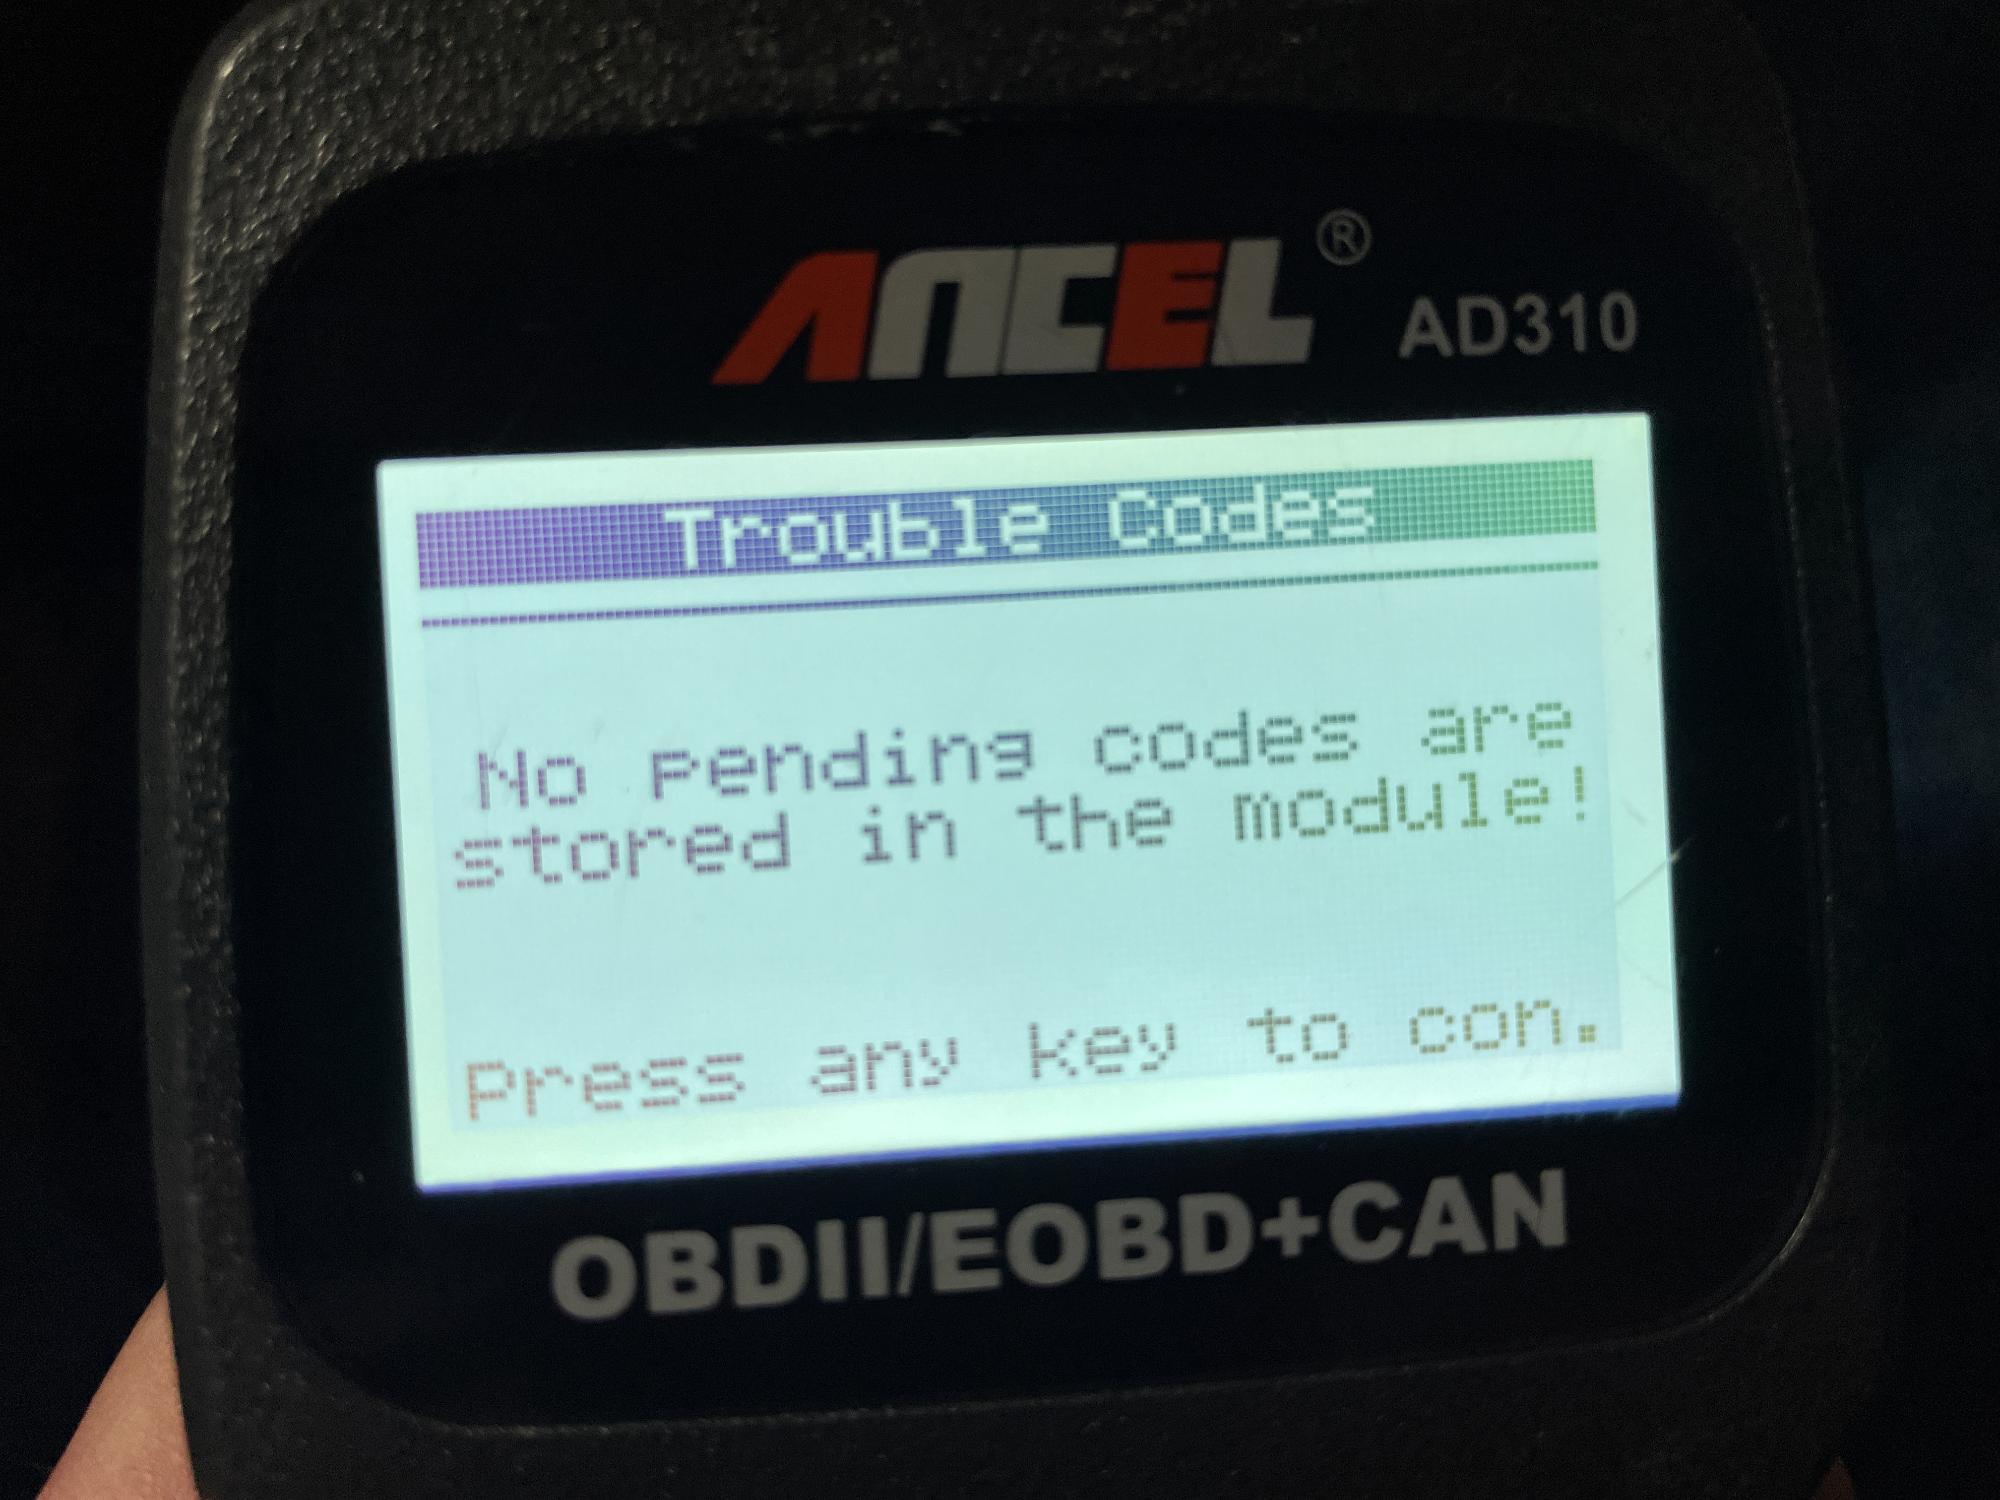 ANCEL®
AD310
Trouble Codes
No pending codes are
stored in the module!
Press any key to con.
OBDII/EOBD+CAN